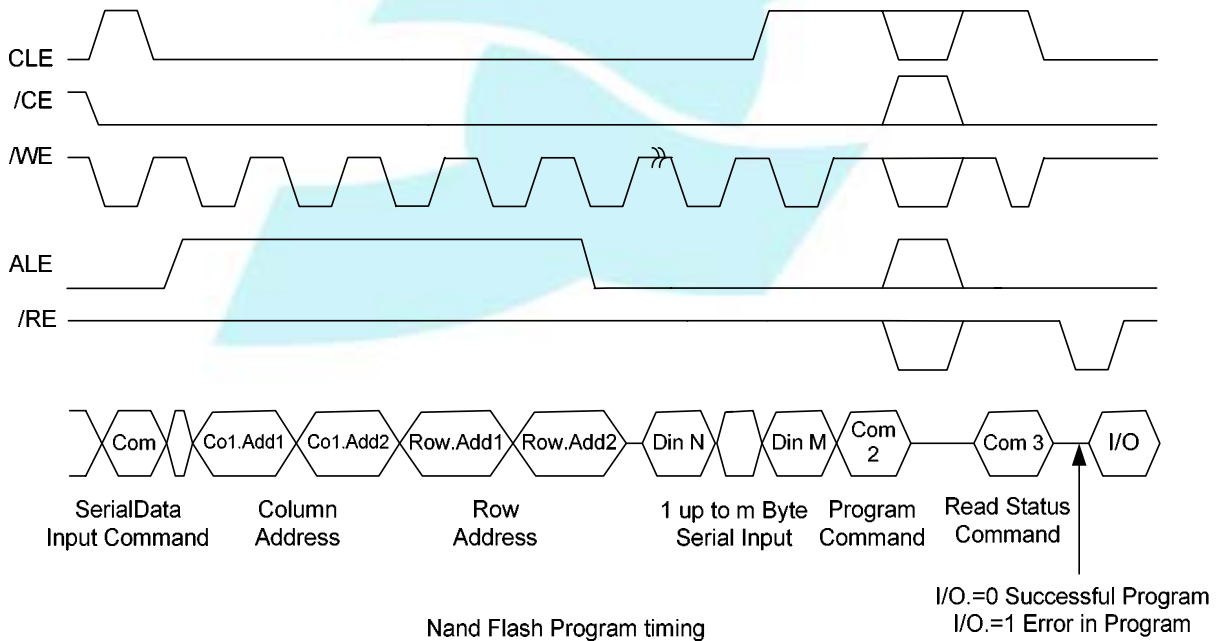 CLE
/CE
/WE
ALE
/RE
Com
Co1.Add1
Co1.Add2
Row.Add1
Row.Add2
Din N
Din M
Com
2
Com 3
I/O
SerialData
Input Command
Column
Address
Row
Address
1 up to m Byte
Serial Input
Program
Command
Read Status
Command
I/O.=0 Successful Program
I/O.=1 Error in Program
Nand Flash Program timing